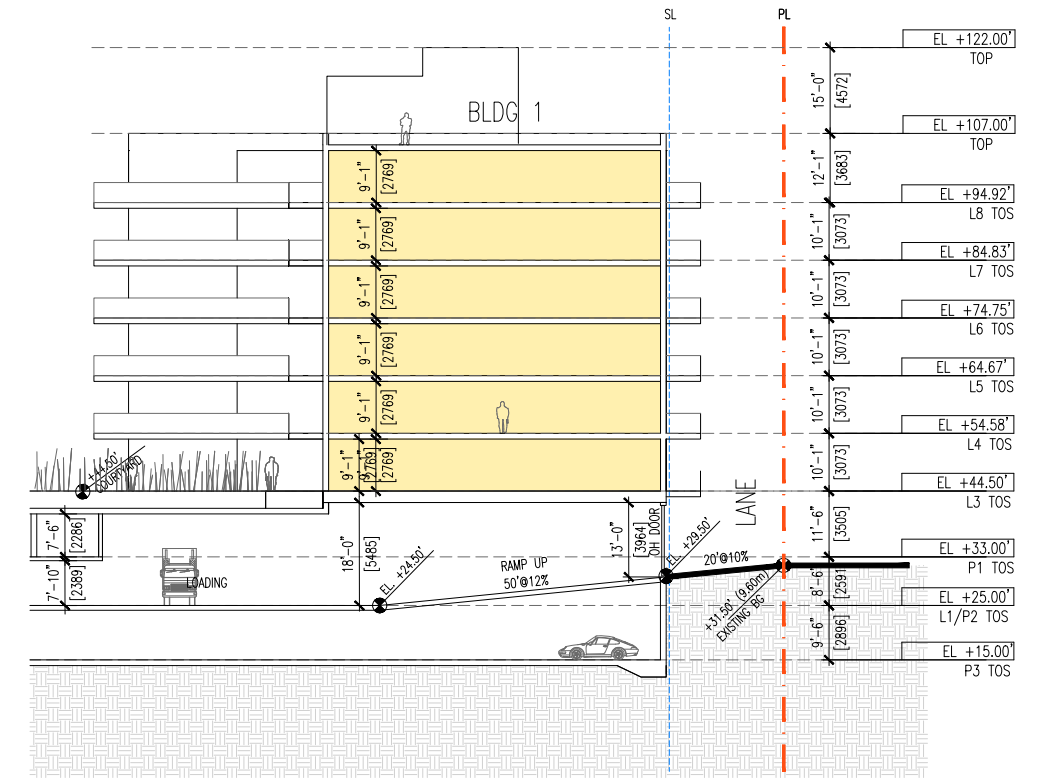 SL
PL
EL +122.00'
TOP
15'-0"
[4572]
BLDG 1
EL +107.00'
TOP
12'-1"
[3683]
9'-1"
[2769]
EL +94.92'
L8 TOS
9'-1"
[2769]
10'-1"
[3073]
EL +84.83'
L7 TOS
9'-1"
[2769]
10'-1"
[3073]
EL +74.75'
L6 TOS
9'-1"
[2769]
10'-1"
[3073]
EL +64.67'
L5 TOS
9'-1"
[2769]
10'-1"
[3073]
EL +54.58'
L4 TOS
+44.50'
COURTYARD
9'-1"
[2769]
9'-1"
[2769]
10'-1"
[3073]
EL +44.50'
L3 TOS
LANE
7'-6"
[2286]
18'-0"
[5485]
13'-0"
[3964]
OH DOOR
EL. +29.50'
11'-6"
[3505]
EL +33.00'
P1 TOS
7'-10"
[2389]
LOADING
EL. +24.50'
RAMP UP
50'@12%
20'@10%
+31.50' (9.60m)
EXISTING BG
8'-6"
[2591]
EL +25.00'
L1/P2 TOS
9'-6"
[2896]
EL +15.00'
P3 TOS